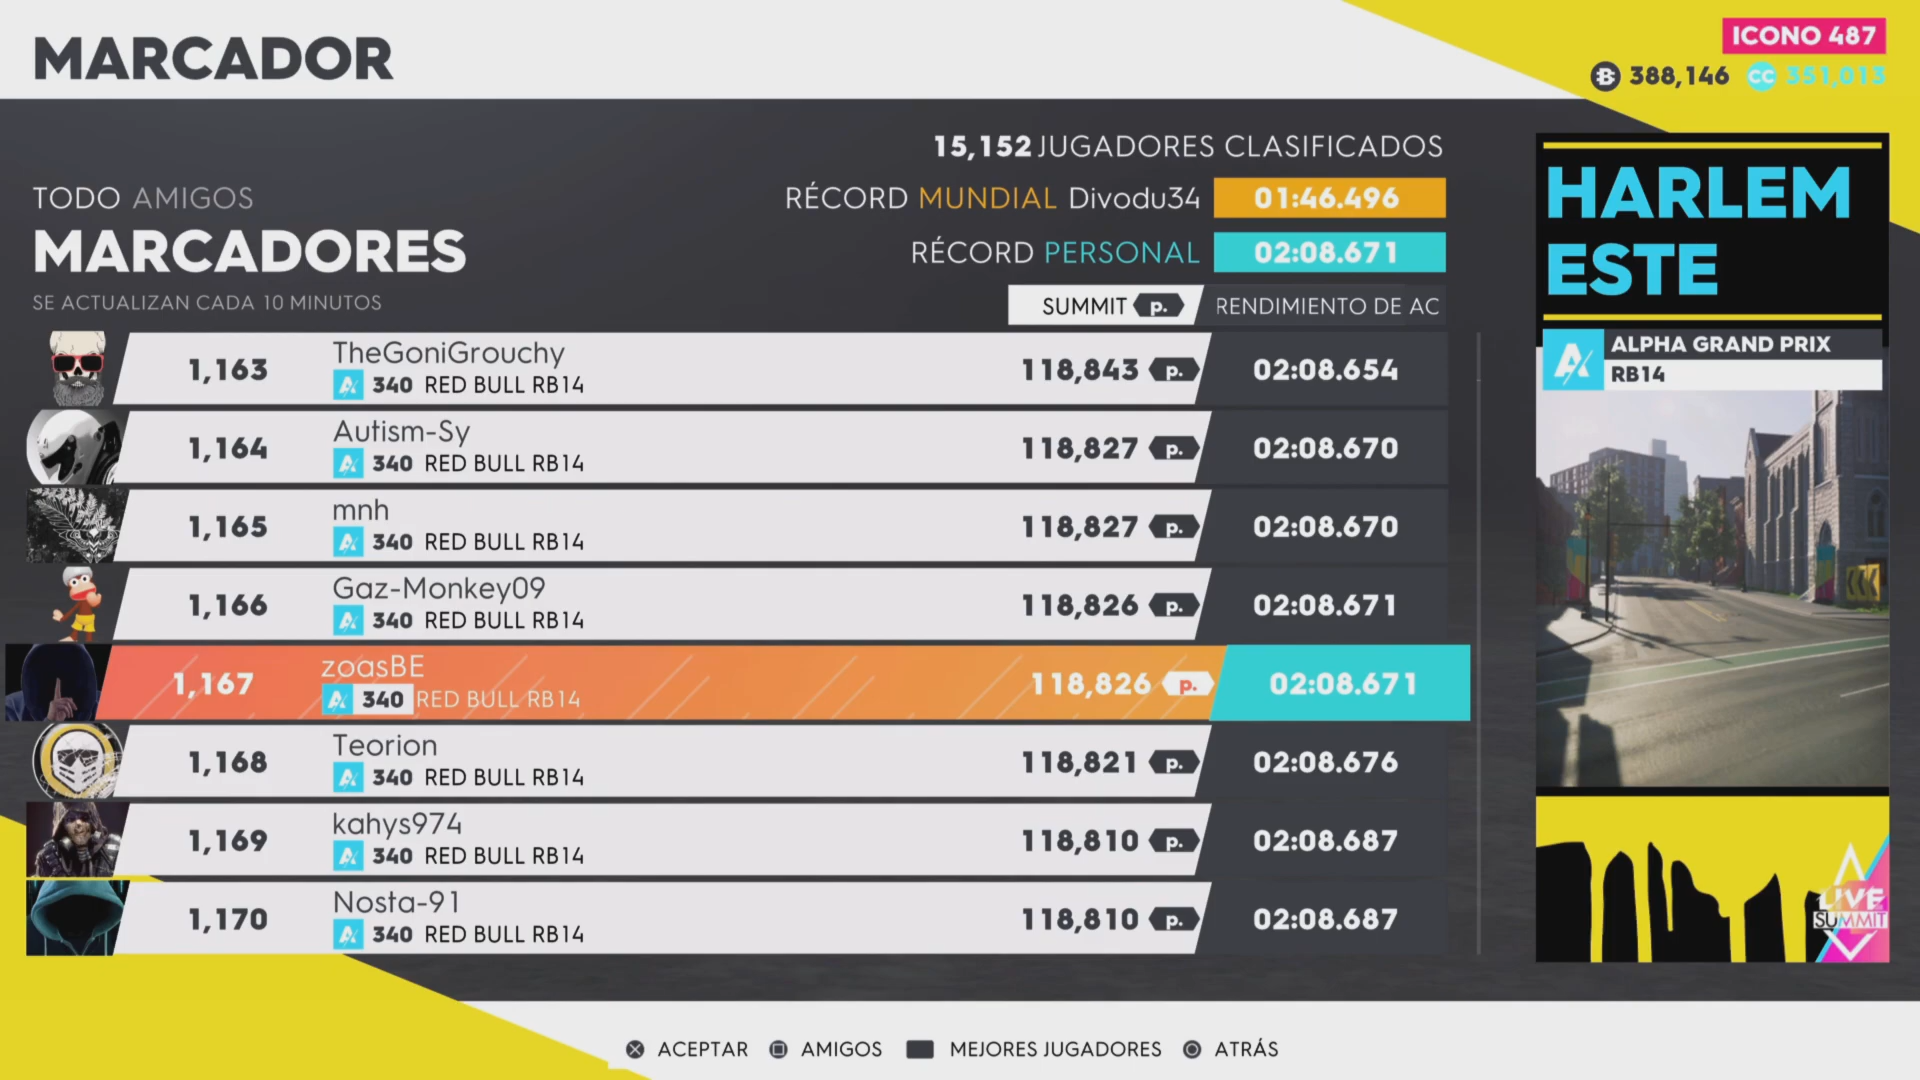 MARCADOR
ICONO 487
388,146 CC 351,013
15,152 JUGADORES CLASIFICADOS
TODO AMIGOS
RÉCORD MUNDIAL Divodu34 01:46.496
MARCADORES
RÉCORD PERSONAL 02:08.671
SE ACTUALIZAN CADA 10 MINUTOS
SUMMIT p. RENDIMIENTO DE AC
1,163 TheGoniGrouchy 118,843 p. 02:08.654
340 RED BULL RB14
1,164 Autism-Sy 118,827 p. 02:08.670
340 RED BULL RB14
1,165 mnh 118,827 p. 02:08.670
340 RED BULL RB14
1,166 Gaz-Monkey09 118,826 p. 02:08.671
340 RED BULL RB14
1,167 zoasBE 118,826 p. 02:08.671
340 RED BULL RB14
1,168 Teorion 118,821 p. 02:08.676
340 RED BULL RB14
1,169 kahys974 118,810 p. 02:08.687
340 RED BULL RB14
1,170 Nosta-91 118,810 p. 02:08.687
340 RED BULL RB14
HARLEM
ESTE
ALPHA GRAND PRIX
RB14
LIVE
SUMMIT
ACEPTAR AMIGOS MEJORES JUGADORES ATRÁS